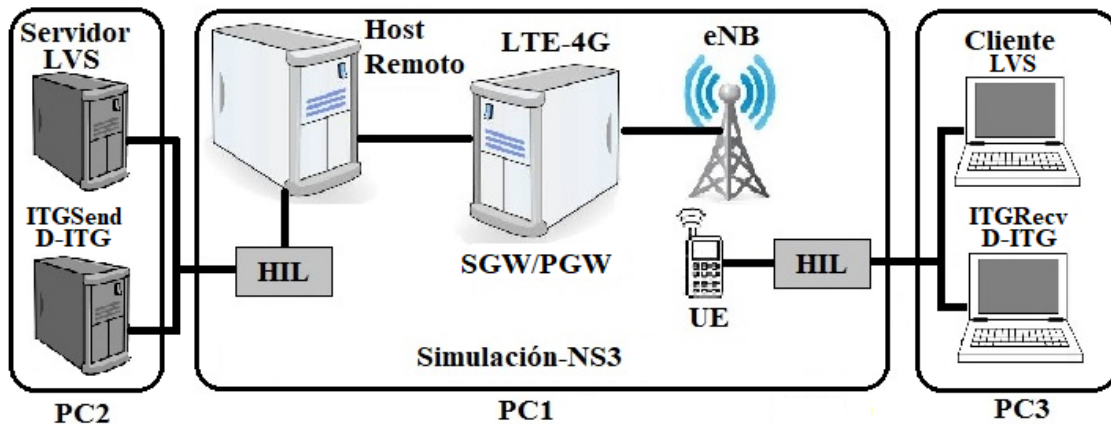 Servidor
LVS
ITGSend
D-ITG
PC2
Host
Remoto
LTE-4G
eNB
HIL
SGW/PGW
UE
HIL
Simulación-NS3
PC1
Cliente
LVS
ITGRecv
D-ITG
PC3